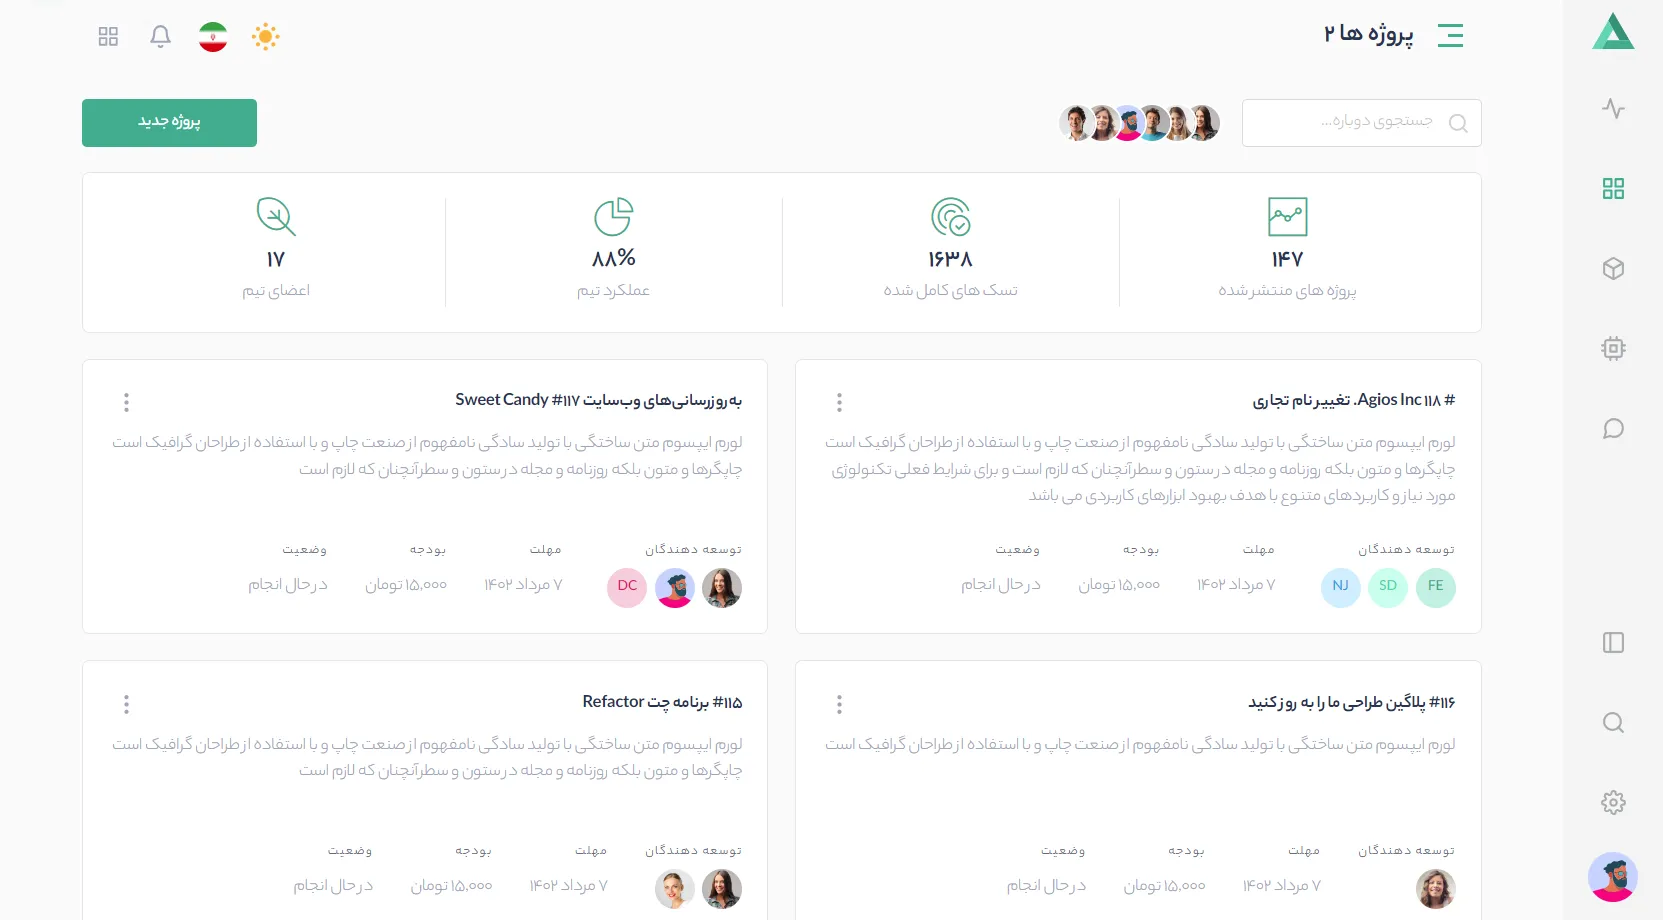 پروژه ها ۲
جستجوی دوباره...
پروژه جدید
۱۴۷
پروژه های منتشر شده
۱۶۳۸
تسک های کامل شده
۸۸%
عملکرد تیم
۱۷
اعضای تیم
# ۱۱۸ Agios Inc. تغییر نام تجاری
لورم ایپسوم متن ساختگی با تولید سادگی نامفهوم از صنعت چاپ و با استفاده از طراحان گرافیک است
چاپگرها و متون بلکه روزنامه و مجله در ستون و سطرآنچنان که لازم است و برای شرایط فعلی تکنولوژی
مورد نیاز و کاربردهای متنوع با هدف بهبود ابزارهای کاربردی می باشد
توسعه دهندگان
مهلت
بودجه
وضعیت
FE
SD
NJ
۷ مرداد ۱۴۰۲
۱۵,۰۰۰ تومان
در حال انجام
به‌روزرسانی‌های وب‌سایت Sweet Candy #۱۱۷
لورم ایپسوم متن ساختگی با تولید سادگی نامفهوم از صنعت چاپ و با استفاده از طراحان گرافیک است
چاپگرها و متون بلکه روزنامه و مجله در ستون و سطرآنچنان که لازم است
توسعه دهندگان
مهلت
بودجه
وضعیت
DC
۷ مرداد ۱۴۰۲
۱۵,۰۰۰ تومان
در حال انجام
#۱۱۶ پلاگین طراحی ما را به روز کنید
لورم ایپسوم متن ساختگی با تولید سادگی نامفهوم از صنعت چاپ و با استفاده از طراحان گرافیک است
توسعه دهندگان
مهلت
بودجه
وضعیت
۷ مرداد ۱۴۰۲
۱۵,۰۰۰ تومان
در حال انجام
#۱۱۵ برنامه چت Refactor
لورم ایپسوم متن ساختگی با تولید سادگی نامفهوم از صنعت چاپ و با استفاده از طراحان گرافیک است
چاپگرها و متون بلکه روزنامه و مجله در ستون و سطرآنچنان که لازم است
توسعه دهندگان
مهلت
بودجه
وضعیت
۷ مرداد ۱۴۰۲
۱۵,۰۰۰ تومان
در حال انجام